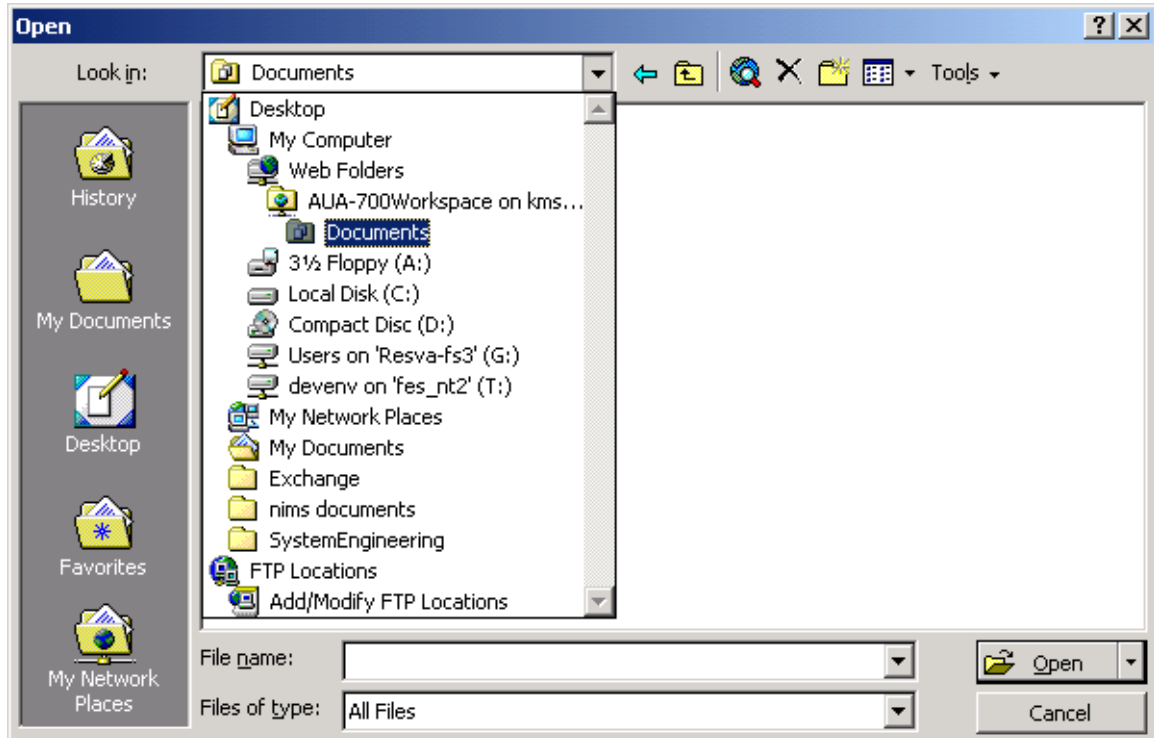 Open
Look in:
Documents
Tools
History
My Documents
Desktop
Favorites
My Network
Places
Desktop
My Computer
Web Folders
AUA-700Workspace on kms...
Documents
3½ Floppy (A:)
Local Disk (C:)
Compact Disc (D:)
Users on 'Resva-fs3' (G:)
devenv on 'fes_nt2' (T:)
My Network Places
My Documents
Exchange
nims documents
SystemEngineering
FTP Locations
Add/Modify FTP Locations
File name:
Open
Files of type:
All Files
Cancel